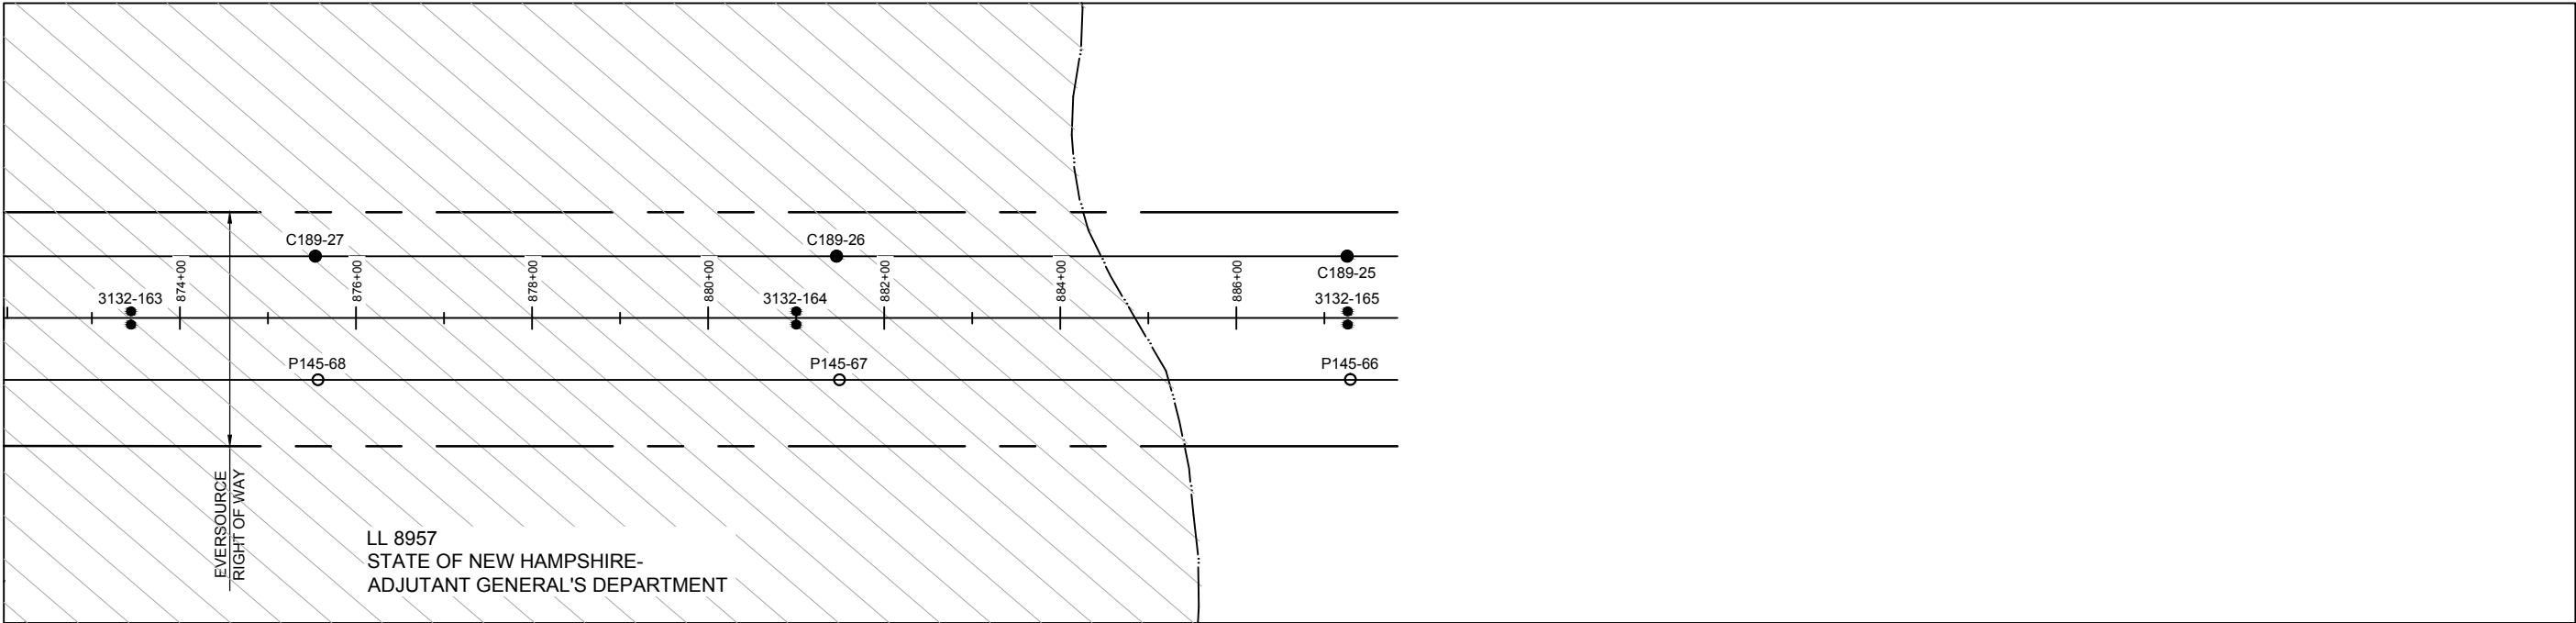 C189-27
C189-26
C189-25
874+00
876+00
878+00
880+00
882+00
884+00
886+00
3132-163
3132-164
3132-165
P145-68
P145-67
P145-66
EVERSOURCE
RIGHT OF WAY
LL 8957
STATE OF NEW HAMPSHIRE-
ADJUTANT GENERAL'S DEPARTMENT